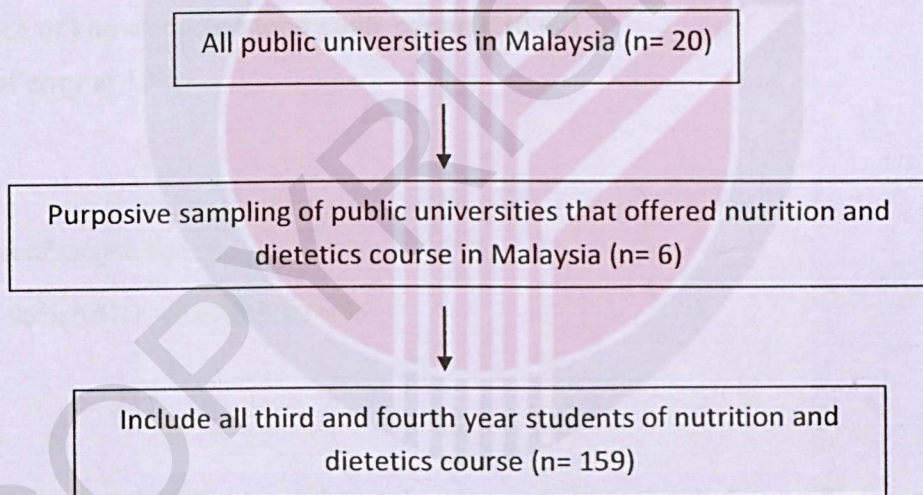 All public universities in Malaysia (n= 20)
Purposive sampling of public universities that offered nutrition and
dietetics course in Malaysia (n= 6)
Include all third and fourth year students of nutrition and
dietetics course (n= 159)
COPYRIG